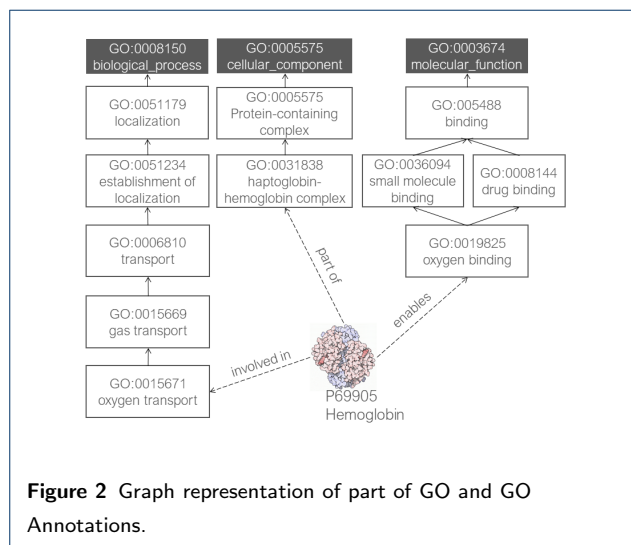 GO:0008150
biological_process
GO:0005575
cellular_component
GO:0003674
molecular_function
GO:0051179
localization
GO:0005575
Protein-containing
complex
GO:005488
binding
GO:0051234
establishment of
localization
GO:0031838
haptoglobin-
hemoglobin complex
GO:0036094
small molecule
binding
GO:0008144
drug binding
GO:0006810
transport
GO:0019825
oxygen binding
part of
enables
GO:0015669
gas transport
involved in
GO:0015671
oxygen transport
P69905
Hemoglobin
Figure 2 Graph representation of part of GO and GO
Annotations.